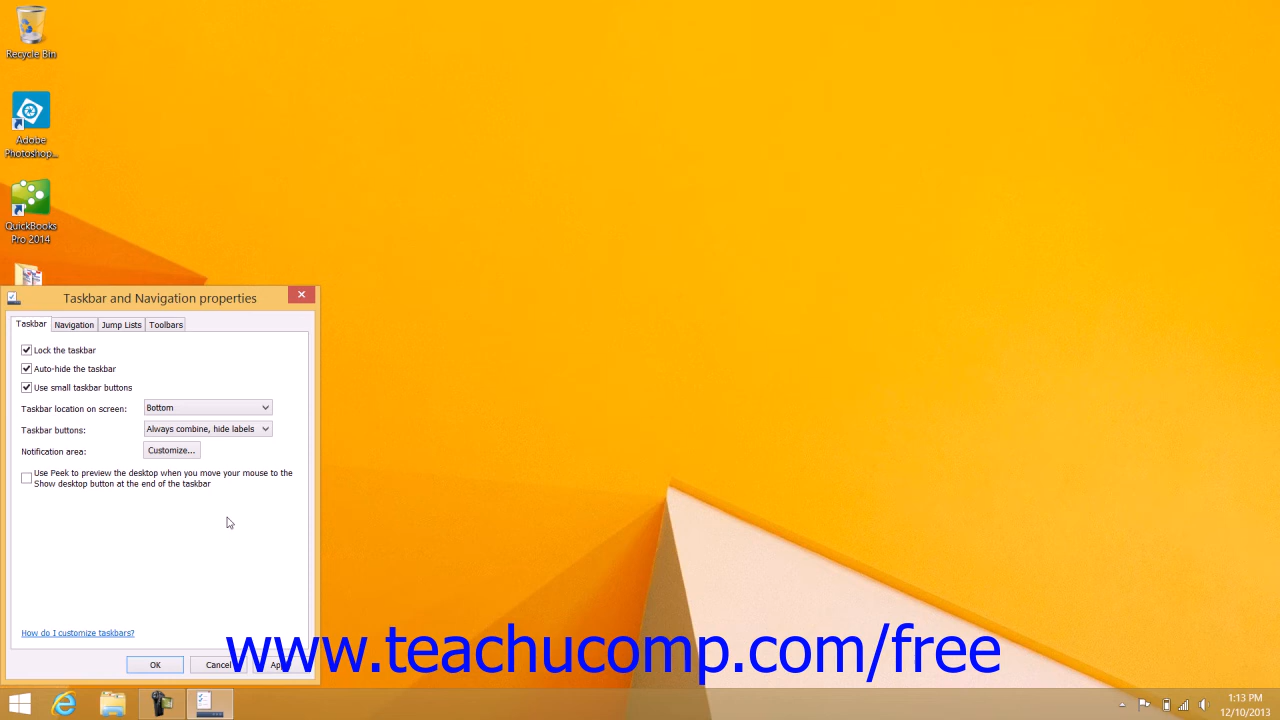 Recycle Bin
Adobe
Photoshop...
QuickBooks
Pro 2014
Taskbar and Navigation properties
Taskbar
Navigation
Jump Lists
Toolbars
Lock the taskbar
Auto-hide the taskbar
Use small taskbar buttons
Taskbar location on screen:
Bottom
Taskbar buttons:
Always combine, hide labels
Notification area:
Customize...
Use Peek to preview the desktop when you move your mouse to the
Show desktop button at the end of the taskbar
How do I customize taskbars?
OK
Cancel
www.teachucomp.com/free
1:13 PM
12/10/2013